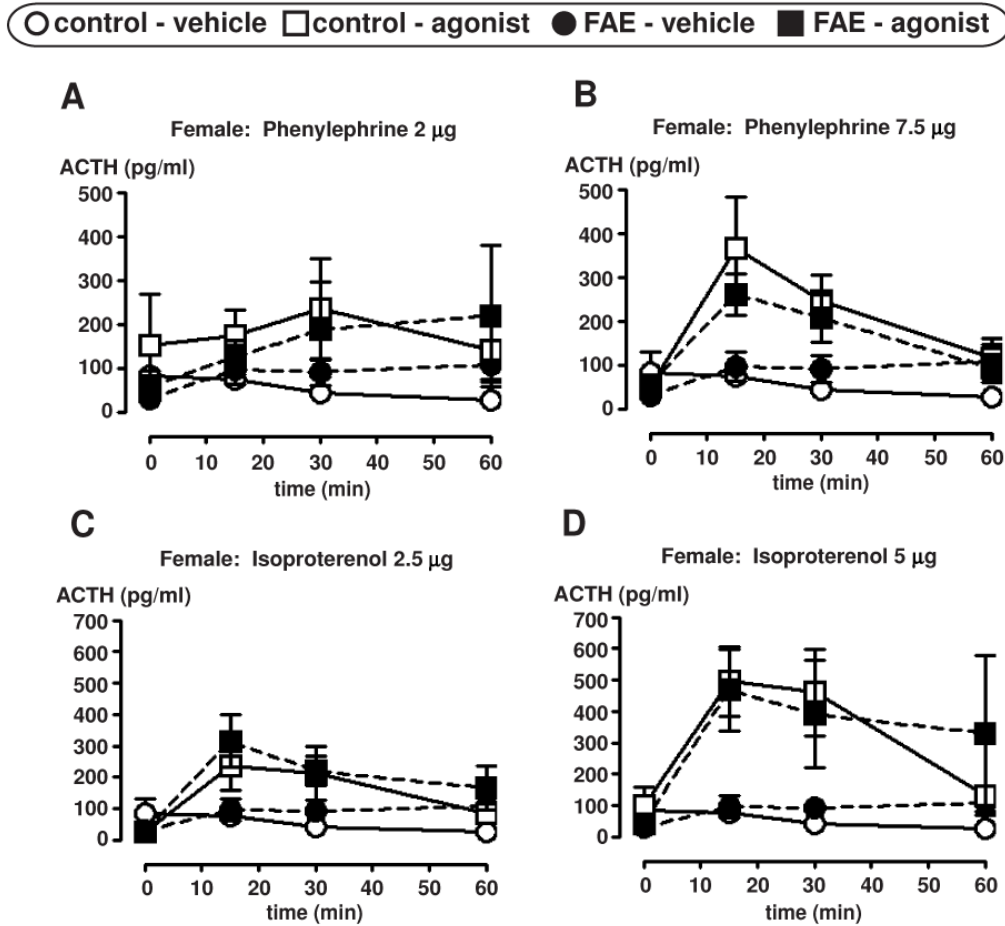 control - vehicle control - agonist FAE - vehicle FAE - agonist
A
Female: Phenylephrine 2 µg
ACTH (pg/ml)
500
400
300
200
100
0
0 10 20 30 40 50 60
time (min)
B
Female: Phenylephrine 7.5 µg
ACTH (pg/ml)
500
400
300
200
100
0
0 10 20 30 40 50 60
time (min)
C
Female: Isoproterenol 2.5 µg
ACTH (pg/ml)
700
600
500
400
300
200
100
0
0 10 20 30 40 50 60
time (min)
D
Female: Isoproterenol 5 µg
ACTH (pg/ml)
700
600
500
400
300
200
100
0
0 10 20 30 40 50 60
time (min)